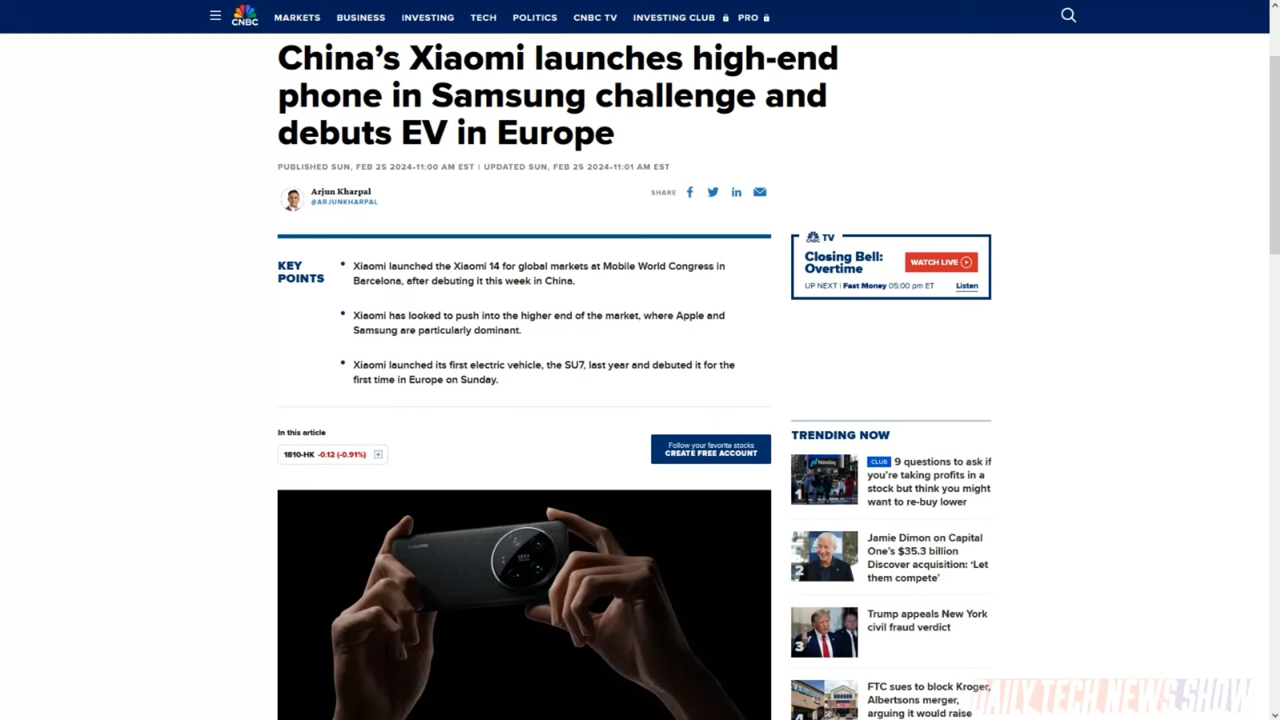 CNBC
MARKETS
BUSINESS
INVESTING
TECH
POLITICS
CNBC TV
INVESTING CLUB
PRO
China's Xiaomi launches high-end
phone in Samsung challenge and
debuts EV in Europe
PUBLISHED SUN, FEB 25 2024•11:00 AM EST | UPDATED SUN, FEB 25 2024•11:01 AM EST
Arjun Kharpal
@ARJUNKHARPAL
SHARE
KEY
POINTS
• Xiaomi launched the Xiaomi 14 for global markets at Mobile World Congress in
Barcelona, after debuting it this week in China.
• Xiaomi has looked to push into the higher end of the market, where Apple and
Samsung are particularly dominant.
• Xiaomi launched its first electric vehicle, the SU7, last year and debuted it for the
first time in Europe on Sunday.
In this article
1810-HK -0.12 (-0.91%)
Follow your favorite stocks
CREATE FREE ACCOUNT
XIAOMI
TV
Closing Bell:
Overtime
WATCH LIVE
UP NEXT | Fast Money 05:00 pm ET
Listen
TRENDING NOW
1
CLUB 9 questions to ask if
you're taking profits in a
stock but think you might
want to re-buy lower
2
Jamie Dimon on Capital
One's $35.3 billion
Discover acquisition: 'Let
them compete'
3
Trump appeals New York
civil fraud verdict
4
FTC sues to block Kroger,
Albertsons merger,
arguing it would raise
DAILY TECH NEWS SHOW